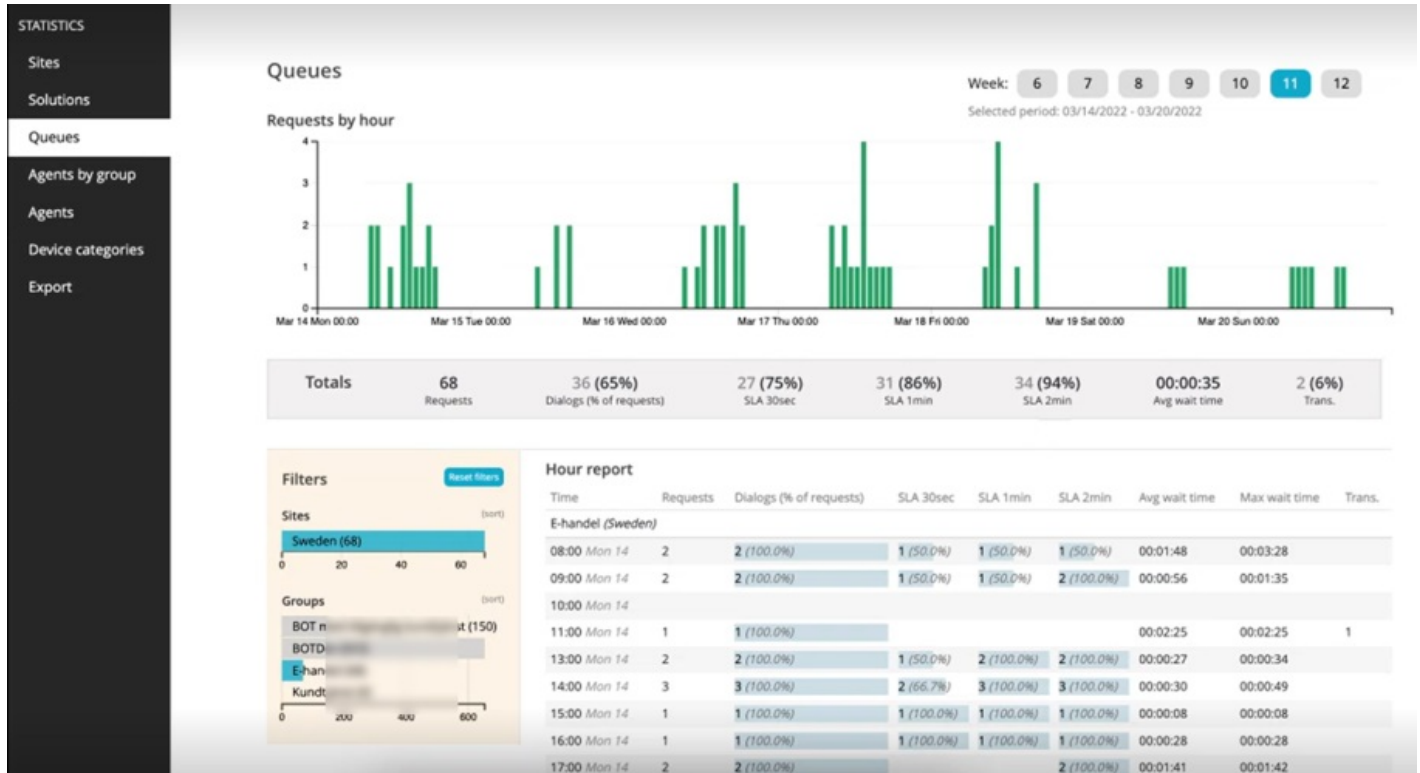 STATISTICS
Sites
Solutions
Queues
Agents by group
Agents
Device categories
Export
Queues
Week: 6 7 8 9 10 11 12
Selected period: 03/14/2022 - 03/20/2022
Requests by hour
4
3
2
1
0
Mar 14 Mon 00:00 Mar 15 Tue 00:00 Mar 16 Wed 00:00 Mar 17 Thu 00:00 Mar 18 Fri 00:00 Mar 19 Sat 00:00 Mar 20 Sun 00:00
Totals 68 36 (65%) 27 (75%) 31 (86%) 34 (94%) 00:00:35 2 (6%)
Requests Dialogs (% of requests) SLA 30sec SLA 1min SLA 2min Avg wait time Trans.
Filters Reset filters
Sites (sort)
Sweden (68)
0 20 40 60
Groups (sort)
BOT st (150)
E-han
Kundt
0 200 400 600
Hour report
Time Requests Dialogs (% of requests) SLA 30sec SLA 1min SLA 2min Avg wait time Max wait time Trans.
E-handel (Sweden)
08:00 Mon 14 2 2 (100.0%) 1 (50.0%) 1 (50.0%) 1 (50.0%) 00:01:48 00:03:28
09:00 Mon 14 2 2 (100.0%) 1 (50.0%) 1 (50.0%) 2 (100.0%) 00:00:56 00:01:35
10:00 Mon 14
11:00 Mon 14 1 1 (100.0%) 00:02:25 00:02:25 1
13:00 Mon 14 2 2 (100.0%) 1 (50.0%) 2 (100.0%) 2 (100.0%) 00:00:27 00:00:34
14:00 Mon 14 3 3 (100.0%) 2 (66.7%) 3 (100.0%) 3 (100.0%) 00:00:30 00:00:49
15:00 Mon 14 1 1 (100.0%) 1 (100.0%) 1 (100.0%) 1 (100.0%) 00:00:08 00:00:08
16:00 Mon 14 1 1 (100.0%) 1 (100.0%) 1 (100.0%) 1 (100.0%) 00:00:28 00:00:28
17:00 Mon 14 2 2 (100.0%) 2 (100.0%) 00:01:41 00:01:42